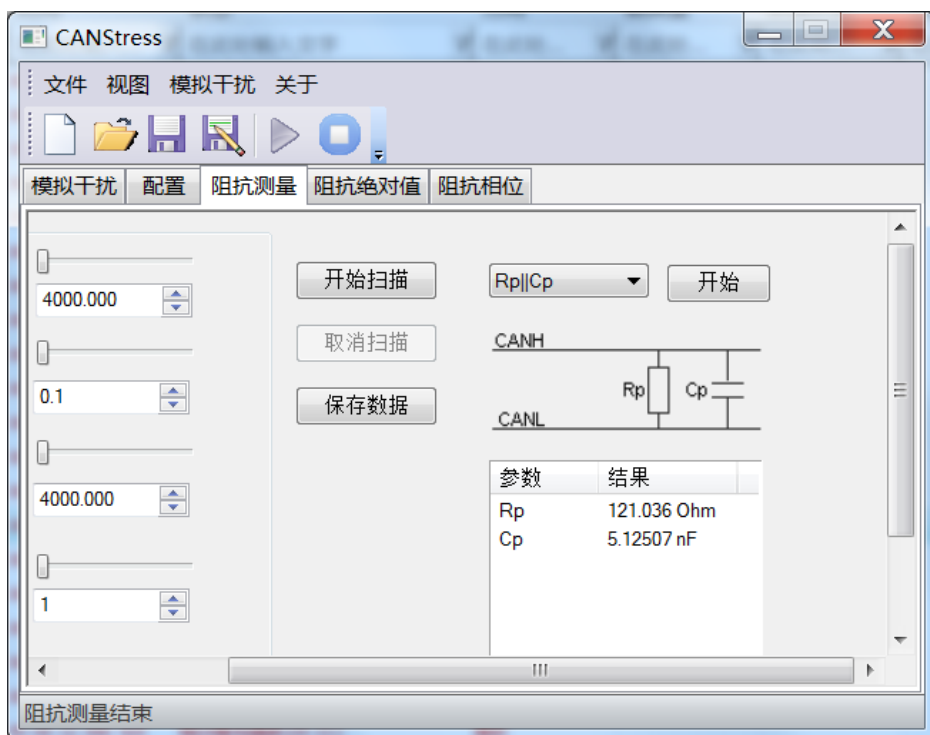 CANStress
文件 视图 模拟干扰 关于
模拟干扰 配置 阻抗测量 阻抗绝对值 阻抗相位
4000.000
0.1
4000.000
1
开始扫描
取消扫描
保存数据
Rp||Cp 开始
CANH
Rp Cp
CANL
参数 结果
Rp 121.036 Ohm
Cp 5.12507 nF
阻抗测量结束